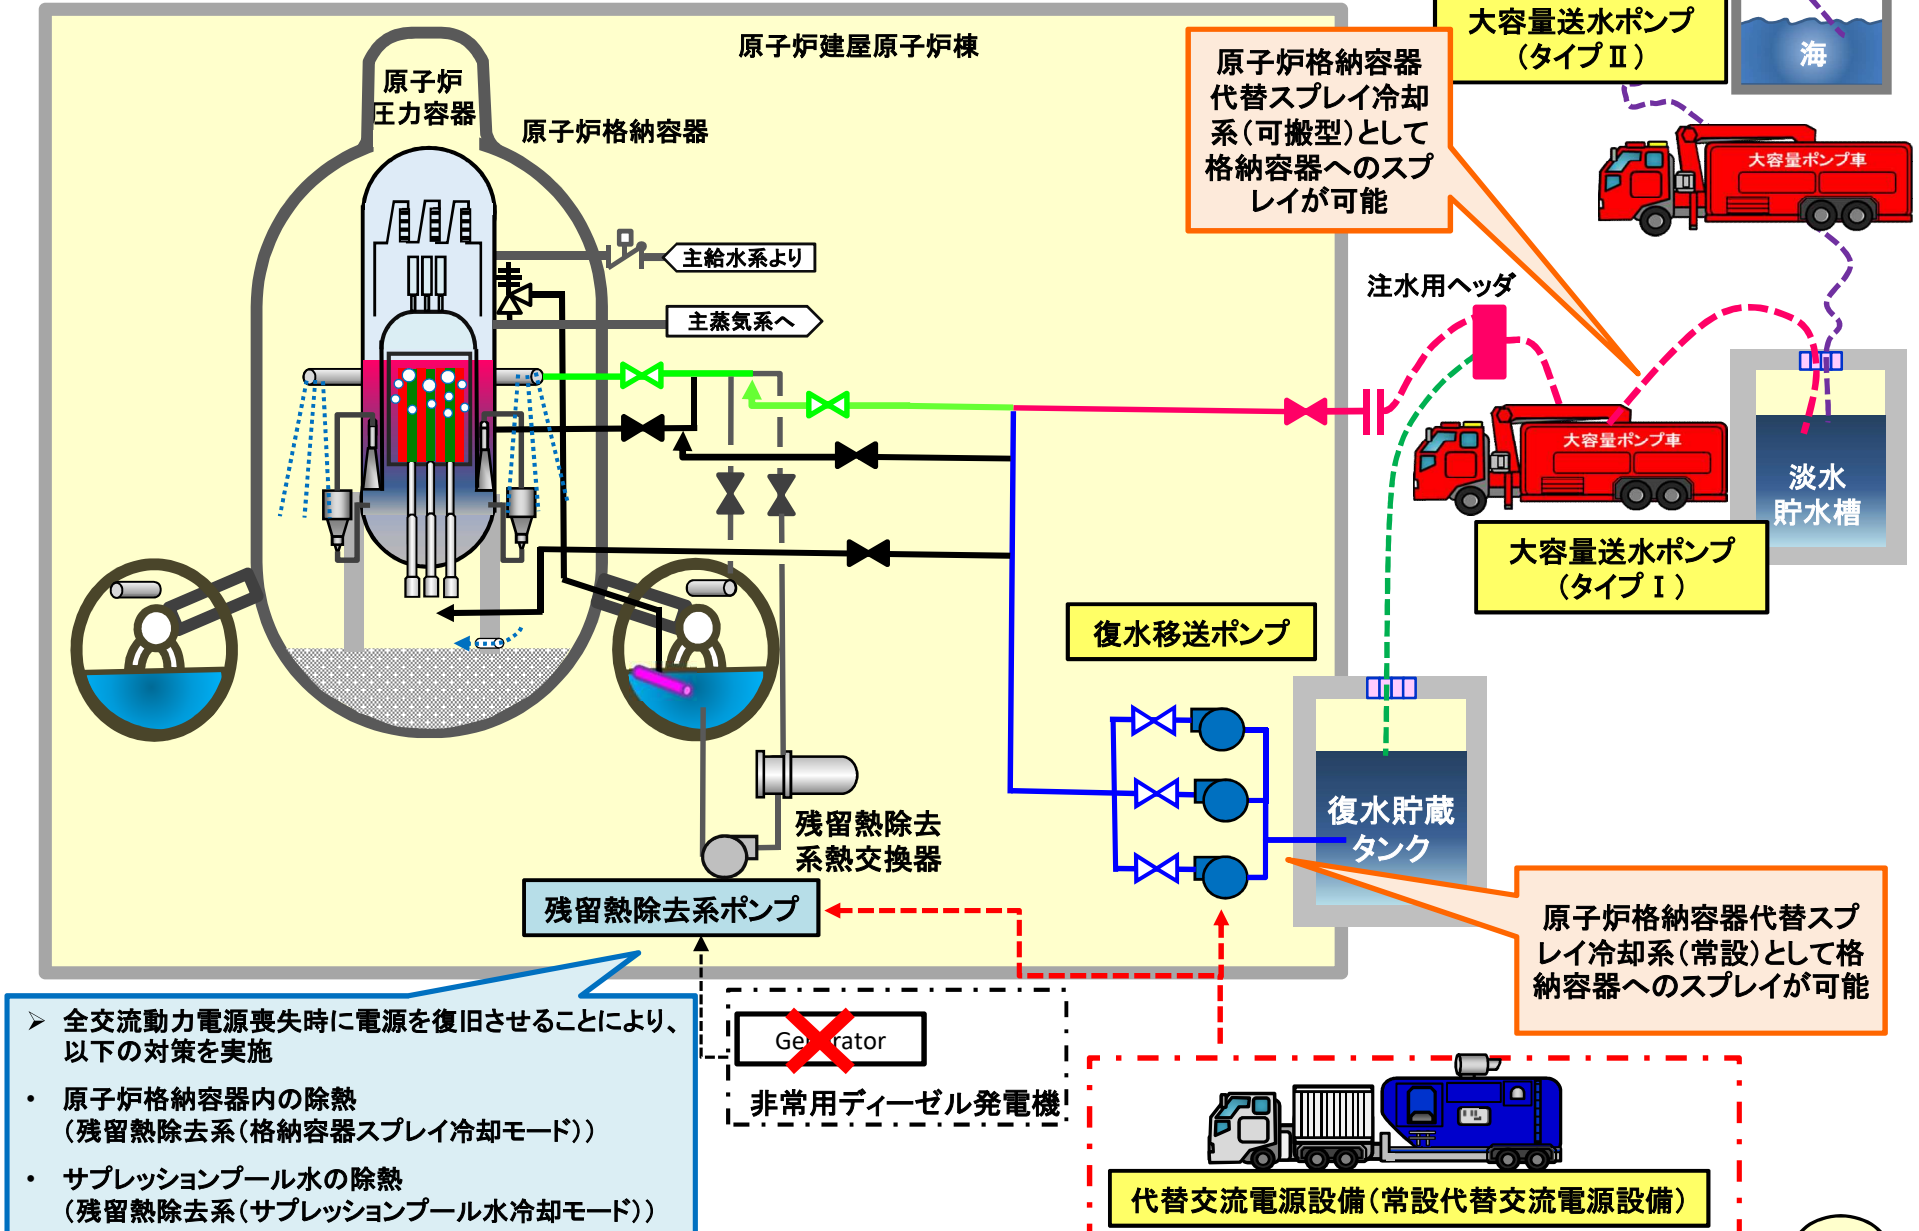 原子炉建屋原子炉棟
大容量送水ポンプ
（タイプⅡ）
海
原子炉
圧力容器
原子炉格納容器
原子炉格納容器
代替スプレイ冷却
系（可搬型）として
格納容器へのスプ
レイが可能
大容量ポンプ車
主給水系より
主蒸気系へ
注水用ヘッダ
大容量ポンプ車
淡水
貯水槽
大容量送水ポンプ
（タイプⅠ）
復水移送ポンプ
復水貯蔵
タンク
残留熱除去
系熱交換器
残留熱除去系ポンプ
原子炉格納容器代替スプ
レイ冷却系（常設）として格
納容器へのスプレイが可能
➢ 全交流動力電源喪失時に電源を復旧させることにより、
以下の対策を実施
・ 原子炉格納容器内の除熱
（残留熱除去系（格納容器スプレイ冷却モード））
・ サプレッションプール水の除熱
（残留熱除去系（サプレッションプール水冷却モード））
Generator
非常用ディーゼル発電機
代替交流電源設備（常設代替交流電源設備）